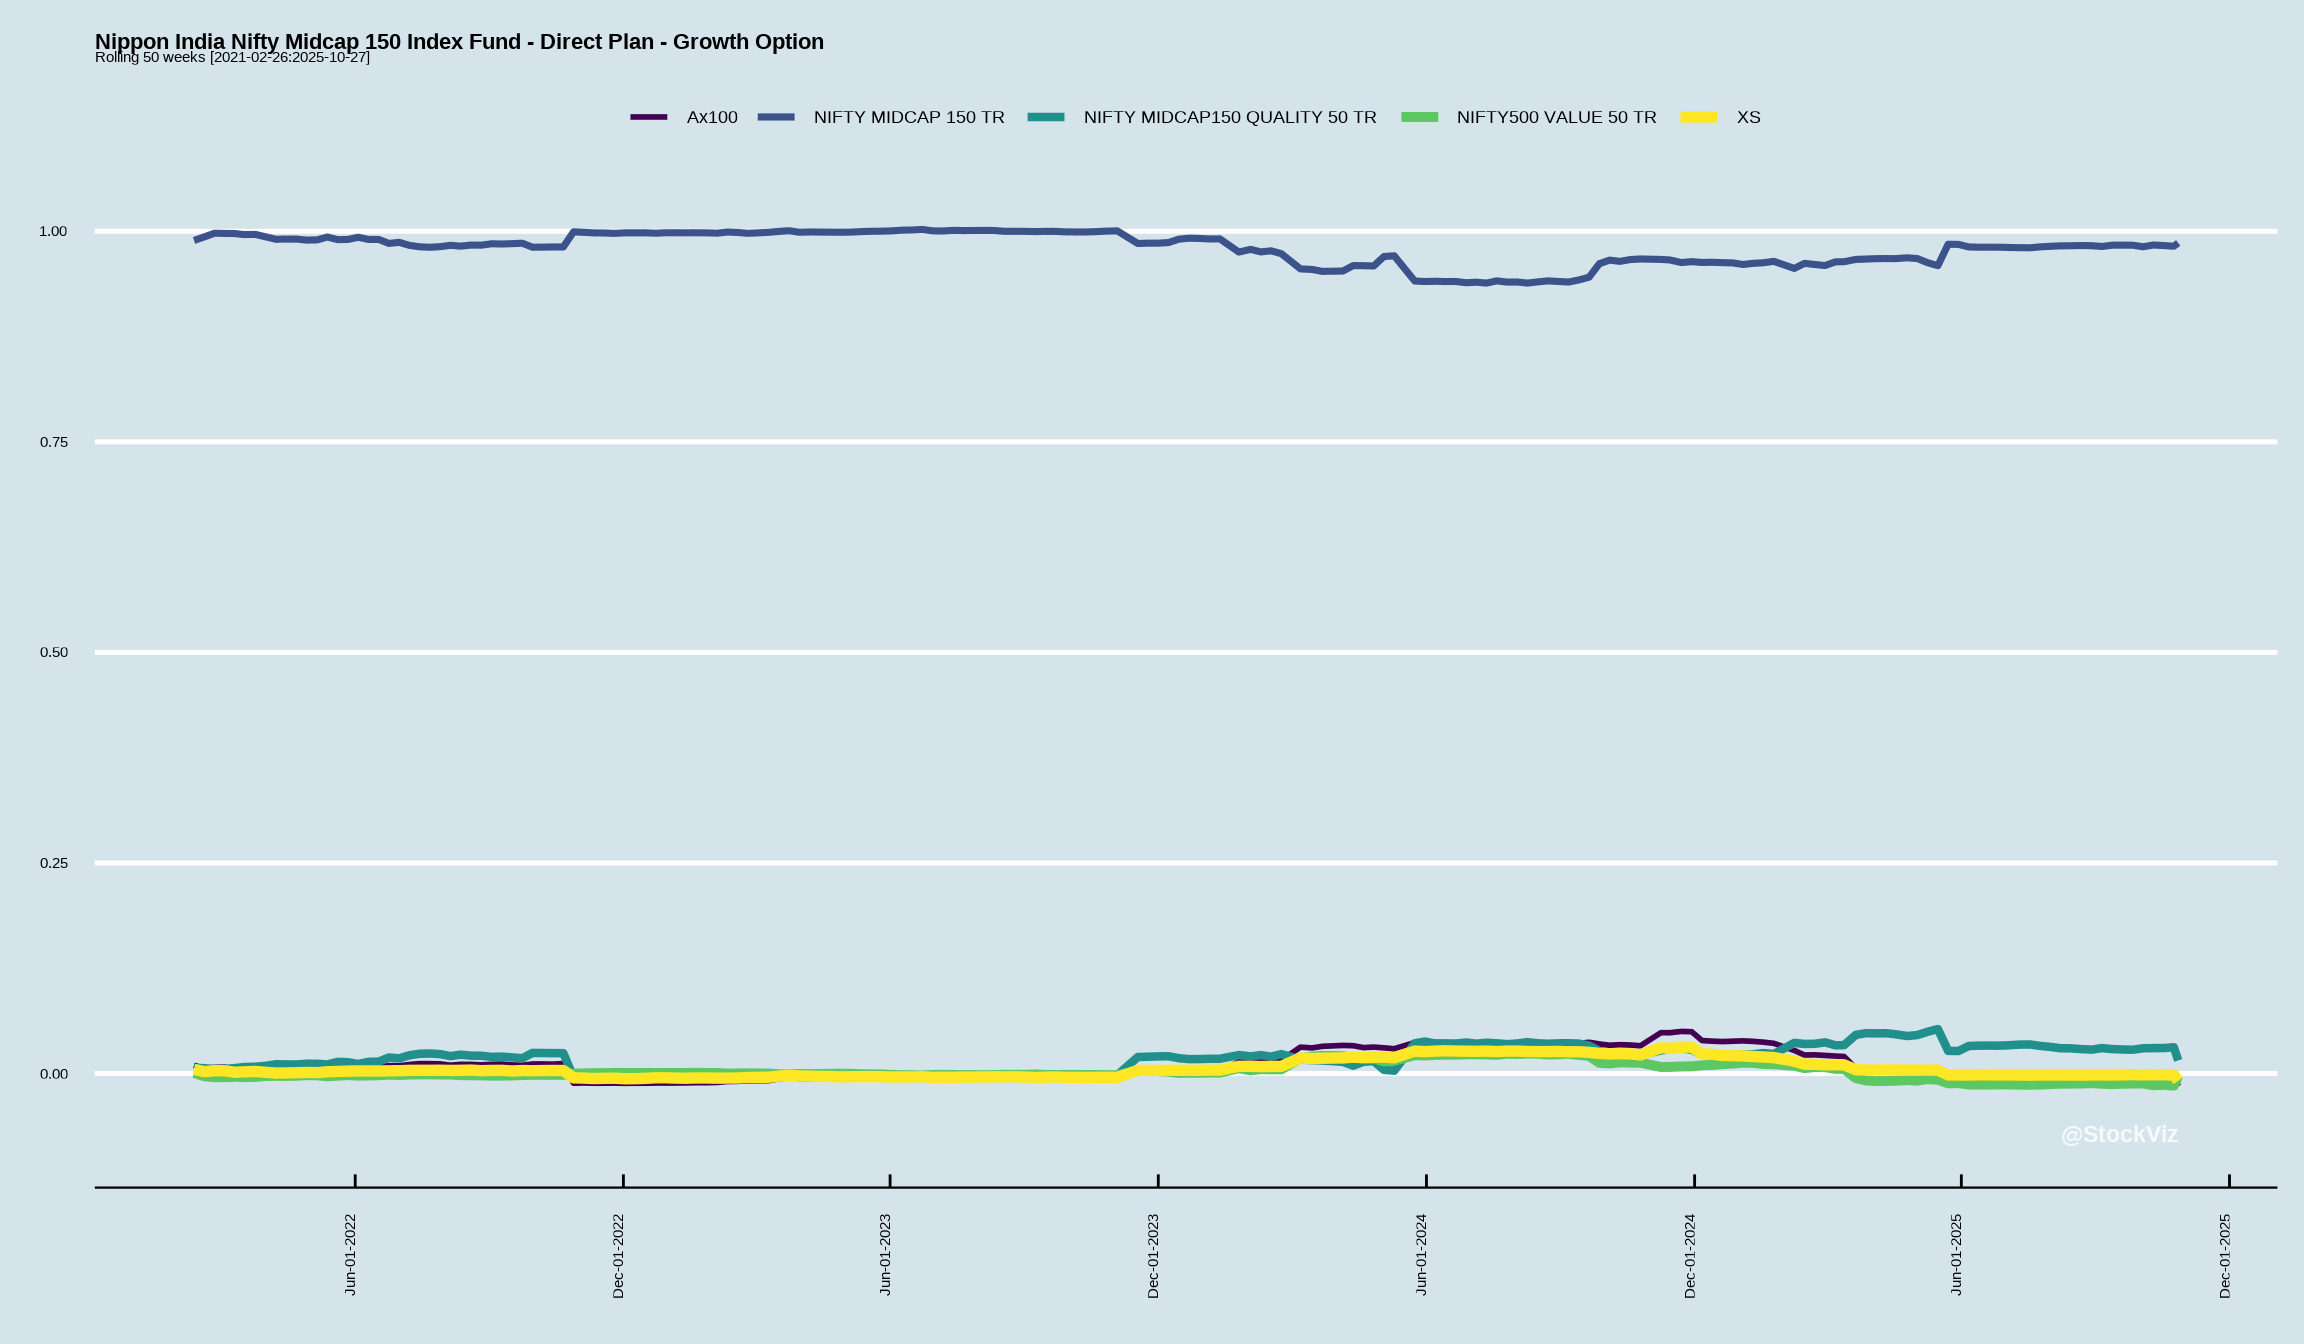 Nippon India Nifty Midcap 150 Index Fund - Direct Plan - Growth Option
Rolling 50 weeks [2021-02-26:2025-10-27]
Ax100 NIFTY MIDCAP 150 TR NIFTY MIDCAP150 QUALITY 50 TR NIFTY500 VALUE 50 TR XS
1.00
0.75
0.50
0.25
0.00
@StockViz
Jun-01-2022 Dec-01-2022 Jun-01-2023 Dec-01-2023 Jun-01-2024 Dec-01-2024 Jun-01-2025 Dec-01-2025